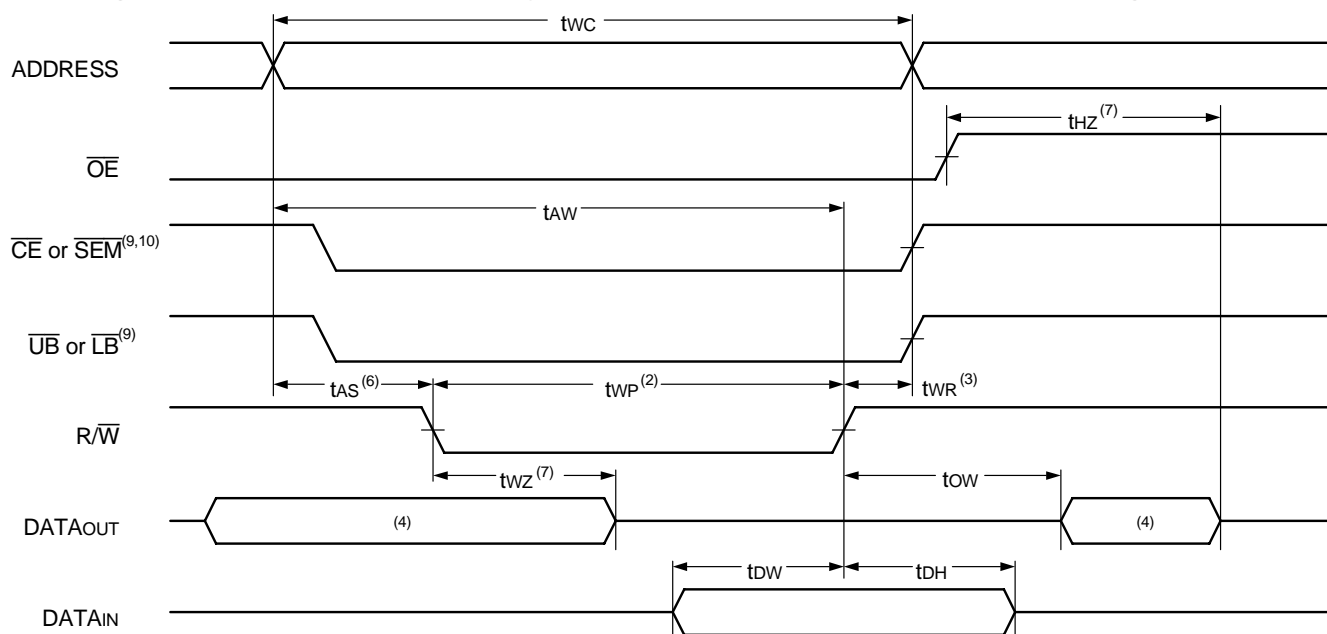 tWC
ADDRESS
tHZ(7)
OE
tAW
CE or SEM(9,10)
UB or LB(9)
tAS(6)
tWP(2)
tWR(3)
R/W
tWZ(7)
tOW
DATAOUT
(4)
(4)
tDW
tDH
DATAIN